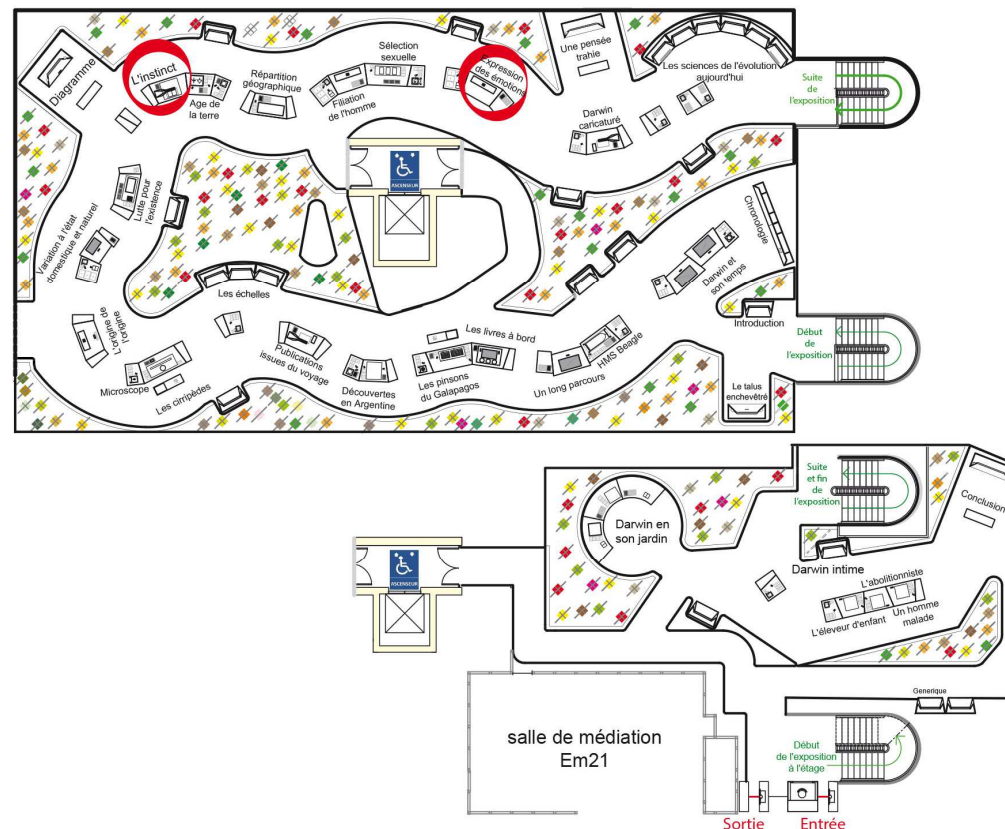 Diagramme
L'instinct
Age de
la terre
Répartition
géographique
Filiation
de l'homme
Sélection
sexuelle
Expression
des émotions
Une pensée
trahie
Les sciences de l'évolution
aujourd'hui
Suite
de
l'exposition
Darwin
caricaturé
ASCENSEUR
Lutte pour
l'existence
Variation à l'état
domestique et naturel
Les échelles
Chronologie
Darwin et
son temps
Introduction
Début
de
l'exposition
L'origine de
l'origine
Microscope
Les cirripèdes
Publications
issues du voyage
Découvertes
en Argentine
Les livres à bord
Les pinsons
du Galapagos
Un long parcours
HMS Beagle
Le talus
enchevêtré
Suite
et fin
de
l'exposition
Conclusion
Darwin en
son jardin
ASCENSEUR
Darwin intime
L'abolitionniste
L'éleveur d'enfant
Un homme
malade
Génerique
salle de médiation
Em21
Début
de l'exposition
à l'étage
Sortie
Entrée